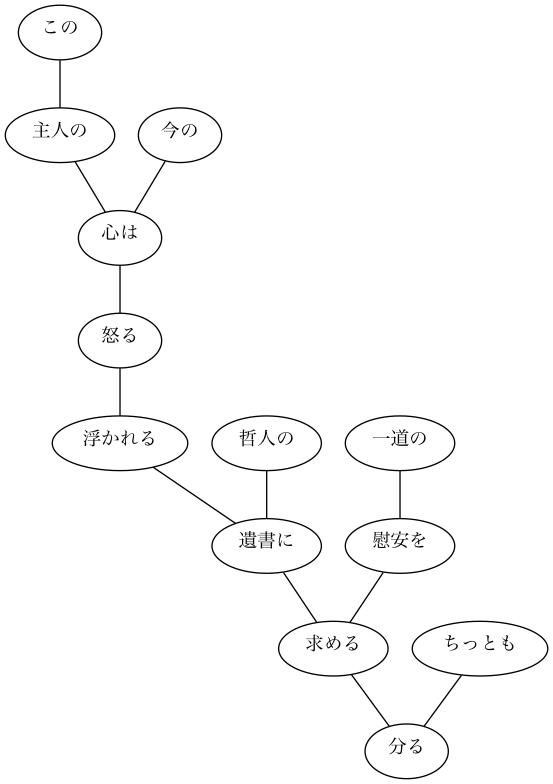 この
主人の
今の
心は
怒る
浮かれる
哲人の
一道の
遺書に
慰安を
求める
ちっとも
分る